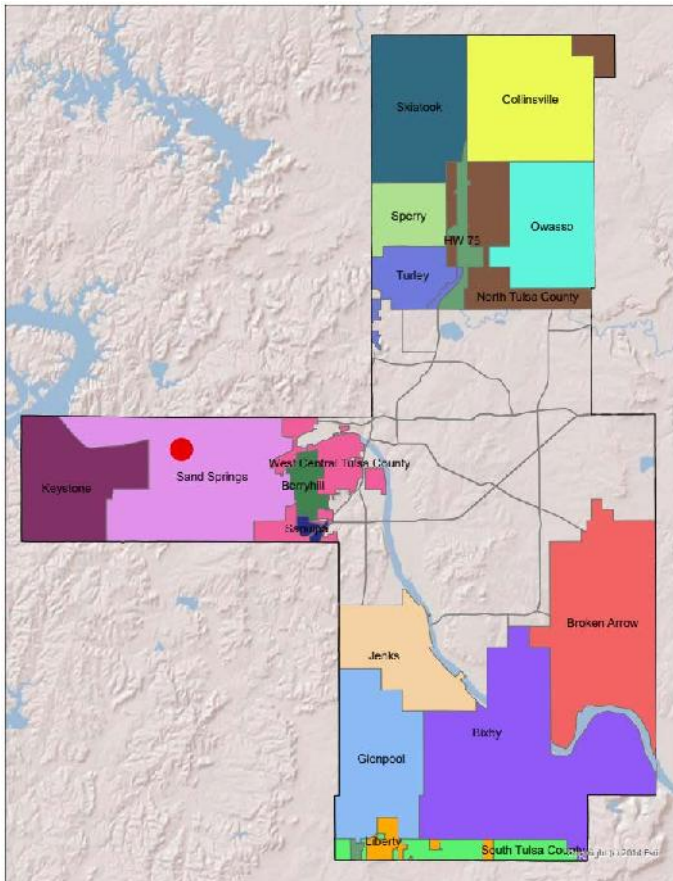 Skiatook
Collinsville
Sperry
HW 75
Owasso
Turley
North Tulsa County
West Central Tulsa County
Sand Springs
Keystone
Berryhill
Sapulpa
Broken Arrow
Jenks
Bixby
Glenpool
Liberty
South Tulsa County